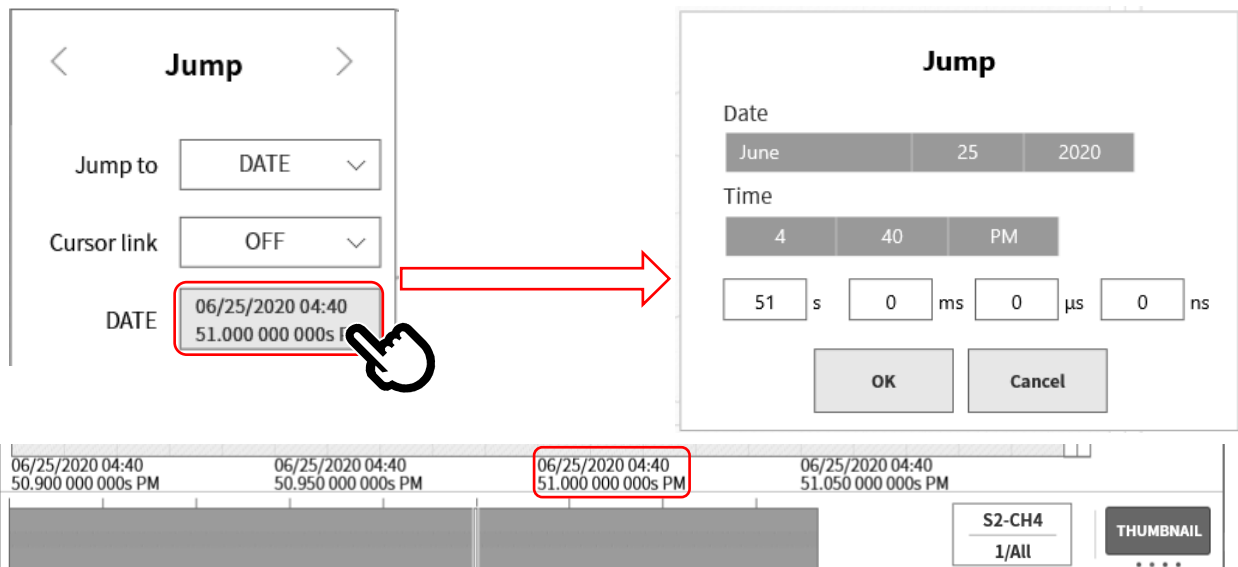 Jump
Jump to DATE
Cursor link OFF
DATE 06/25/2020 04:40
51.000 000 000s
Jump
Date
June 25 2020
Time
4 40 PM
51 s 0 ms 0 μs 0 ns
OK Cancel
06/25/2020 04:40 06/25/2020 04:40 06/25/2020 04:40 06/25/2020 04:40
50.900 000 000s PM 50.950 000 000s PM 51.000 000 000s PM 51.050 000 000s PM
S2-CH4 THUMBNAIL
1/All